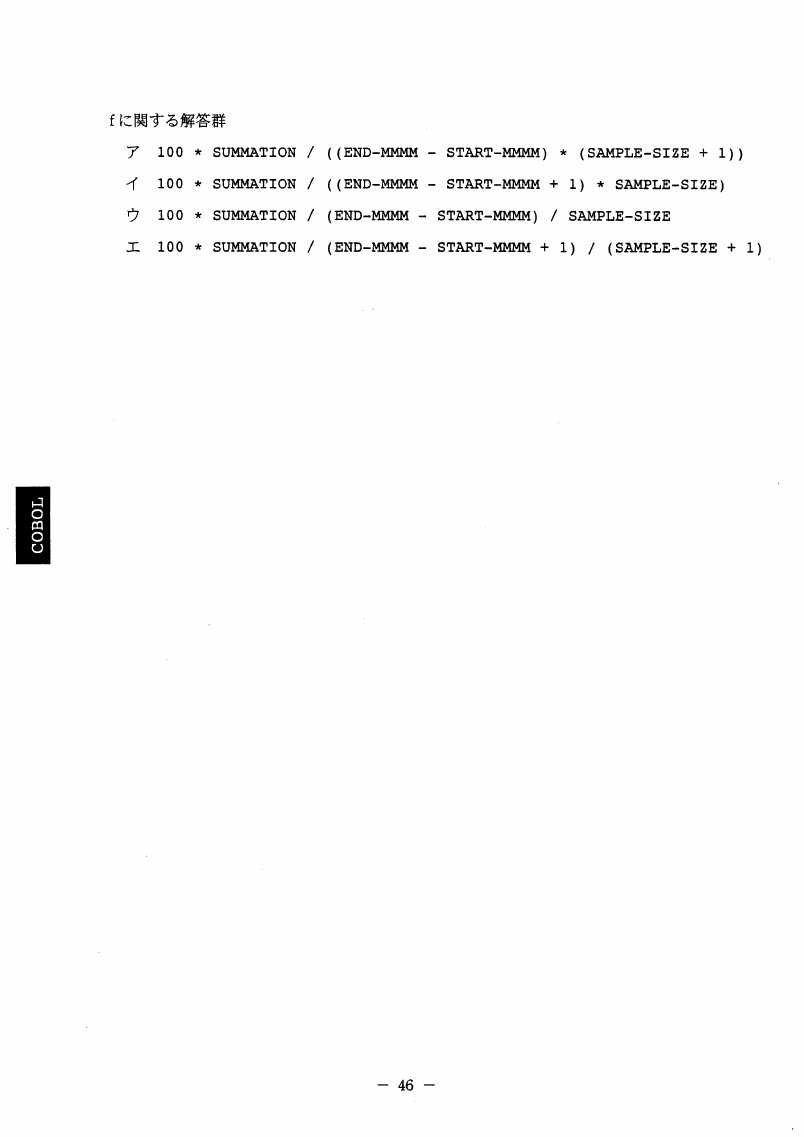 fに関する解答群
ア 100 * SUMMATION / ((END-MMMM - START-MMMM) * (SAMPLE-SIZE + 1))
イ 100 * SUMMATION / ((END-MMMM - START-MMMM + 1) * SAMPLE-SIZE)
ウ 100 * SUMMATION / (END-MMMM - START-MMMM) / SAMPLE-SIZE
エ 100 * SUMMATION / (END-MMMM - START-MMMM + 1) / (SAMPLE-SIZE + 1)
COBOL
− 46 −